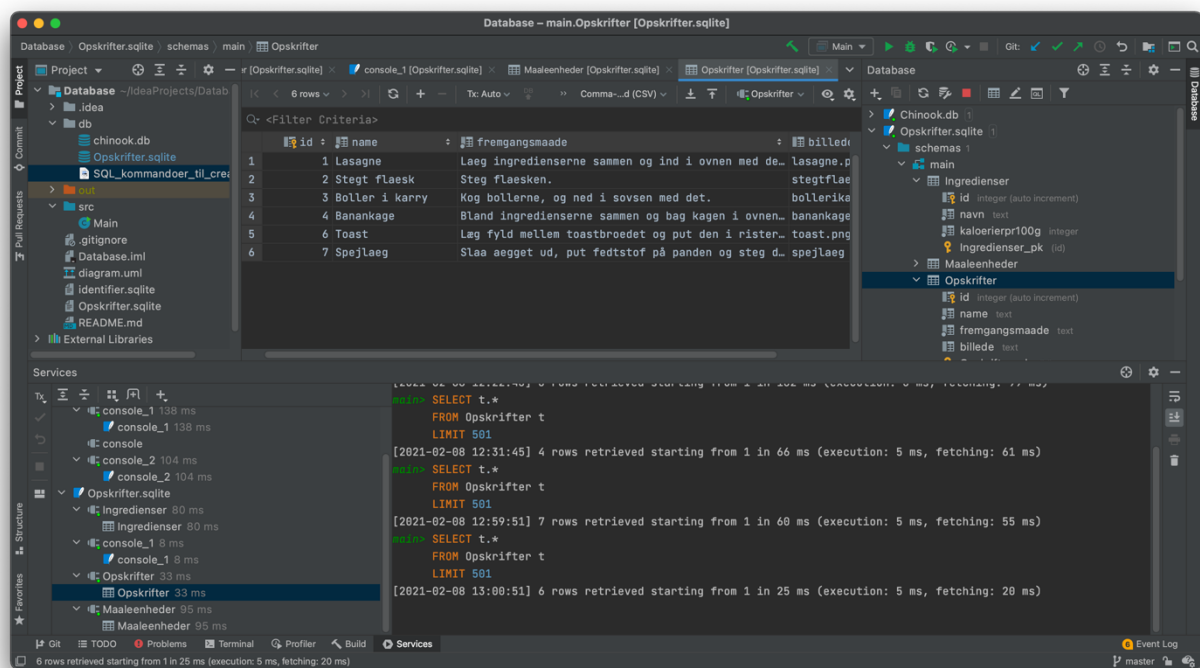 Database – main.Opskrifter [Opskrifter.sqlite]
Database Opskrifter.sqlite schemas main Opskrifter
Main
Git:
Project
er [Opskrifter.sqlite]
console_1 [Opskrifter.sqlite]
Maaleenheder [Opskrifter.sqlite]
Opskrifter [Opskrifter.sqlite]
Database
6 rows
Tx: Auto
Comma-...d (CSV)
Opskrifter
<Filter Criteria>
Project
Commit
Pull Requests
Structure
Favorites
Database
Database ~/IdeaProjects/Datab
.idea
db
chinook.db
Opskrifter.sqlite
SQL_kommandoer_til_crea
out
src
Main
.gitignore
Database.iml
diagram.uml
identifier.sqlite
Opskrifter.sqlite
README.md
External Libraries
id name fremgangsmaade billede
1 1 Lasagne Laeg ingredienserne sammen og ind i ovnen med de… lasagne.p
2 2 Stegt flaesk Steg flaesken. stegtflae
3 3 Boller i karry Kog bollerne, og ned i sovsen med det. bollerika
4 4 Banankage Bland ingredienserne sammen og bag kagen i ovnen… banankage
5 6 Toast Læg fyld mellem toastbroedet og put den i rister… toast.png
6 7 Spejlaeg Slaa aegget ud, put fedtstof på panden og steg d… spejlaeg
Chinook.db 1
Opskrifter.sqlite 1
schemas 1
main
Ingredienser
id integer (auto increment)
navn text
kaloerierpr100g integer
Ingredienser_pk (id)
Maaleenheder
Opskrifter
id integer (auto increment)
name text
fremgangsmaade text
billede text
Services
Tx
console_1 138 ms
console_1 138 ms
console
console_2 104 ms
console_2 104 ms
Opskrifter.sqlite
Ingredienser 80 ms
Ingredienser 80 ms
console_1 8 ms
console_1 8 ms
Opskrifter 33 ms
Opskrifter 33 ms
Maaleenheder 95 ms
Maaleenheder 95 ms
main> SELECT t.*
FROM Opskrifter t
LIMIT 501
[2021-02-08 12:31:45] 4 rows retrieved starting from 1 in 66 ms (execution: 5 ms, fetching: 61 ms)
main> SELECT t.*
FROM Opskrifter t
LIMIT 501
[2021-02-08 12:59:51] 7 rows retrieved starting from 1 in 60 ms (execution: 5 ms, fetching: 55 ms)
main> SELECT t.*
FROM Opskrifter t
LIMIT 501
[2021-02-08 13:00:51] 6 rows retrieved starting from 1 in 25 ms (execution: 5 ms, fetching: 20 ms)
Git TODO Problems Terminal Profiler Build Services 6 Event Log
6 rows retrieved starting from 1 in 25 ms (execution: 5 ms, fetching: 20 ms) master